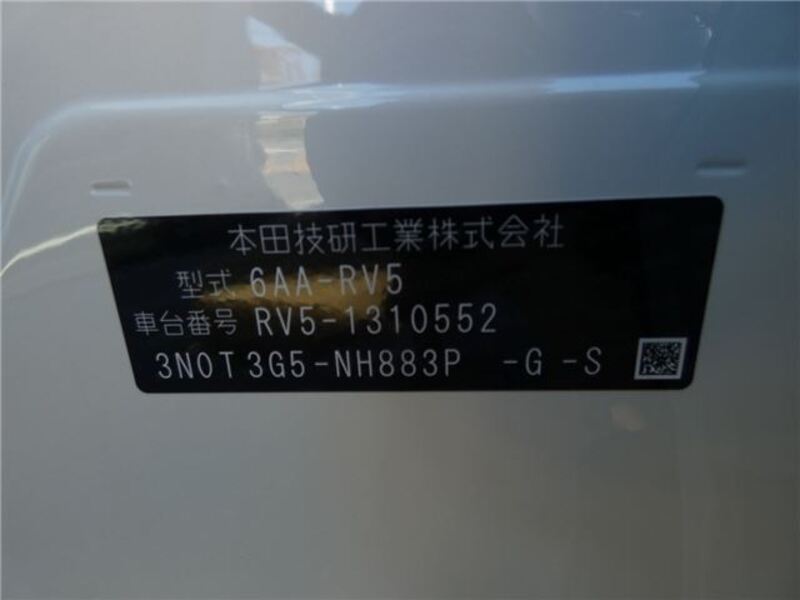 本田技研工業株式会社
型式 6AA-RV5
車台番号 RV5-1310552
3N0T3G5-NH883P -G -S